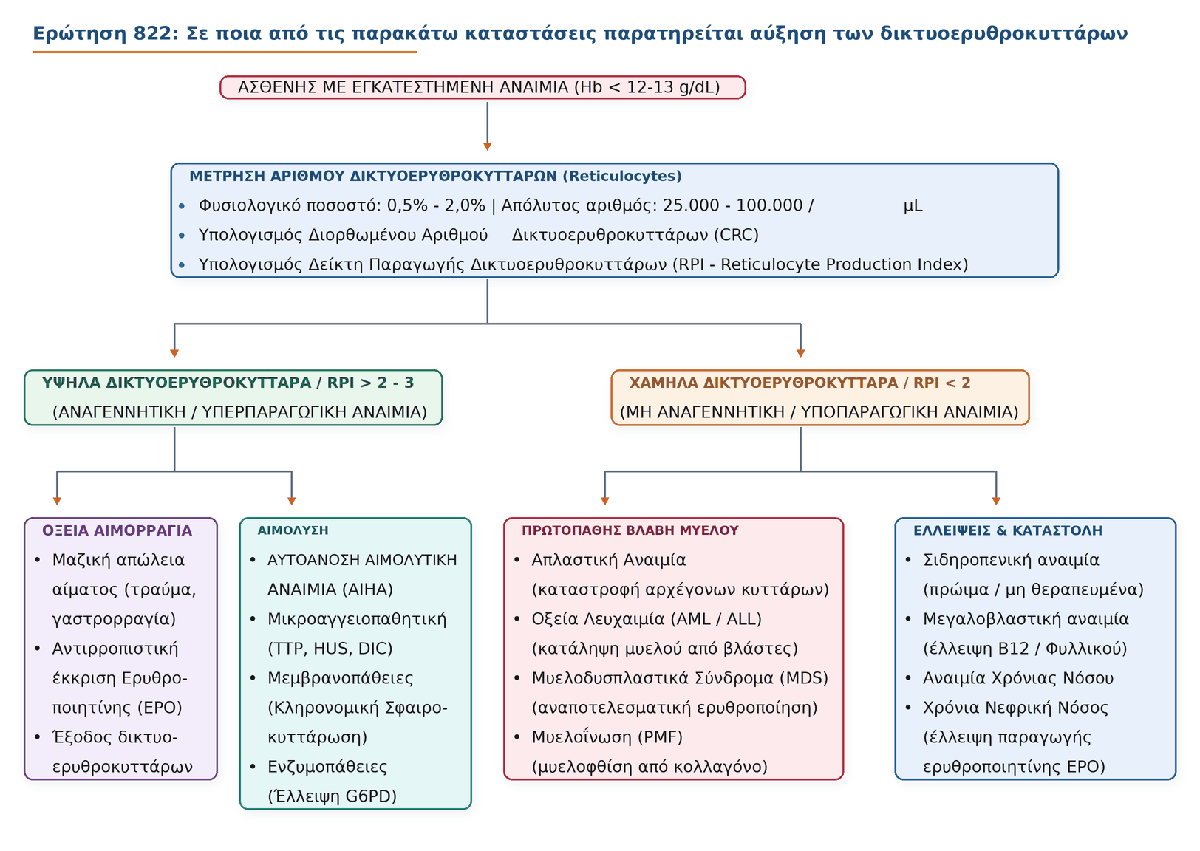 Ερώτηση 822: Σε ποια από τις παρακάτω καταστάσεις παρατηρείται αύξηση των δικτυοερυθροκυττάρων
ΑΣΘΕΝΗΣ ΜΕ ΕΓΚΑΤΕΣΤΗΜΕΝΗ ΑΝΑΙΜΙΑ (Hb < 12-13 g/dL)
ΜΕΤΡΗΣΗ ΑΡΙΘΜΟΥ ΔΙΚΤΥΟΕΡΥΘΡΟΚΥΤΤΑΡΩΝ (Reticulocytes)
• Φυσιολογικό ποσοστό: 0,5% - 2,0% | Απόλυτος αριθμός: 25.000 - 100.000 / μL
• Υπολογισμός Διορθωμένου Αριθμού Δικτυοερυθροκυττάρων (CRC)
• Υπολογισμός Δείκτη Παραγωγής Δικτυοερυθροκυττάρων (RPI - Reticulocyte Production Index)
ΥΨΗΛΑ ΔΙΚΤΥΟΕΡΥΘΡΟΚΥΤΤΑΡΑ / RPI > 2 - 3
(ΑΝΑΓΕΝΝΗΤΙΚΗ / ΥΠΕΡΠΑΡΑΓΩΓΙΚΗ ΑΝΑΙΜΙΑ)
ΧΑΜΗΛΑ ΔΙΚΤΥΟΕΡΥΘΡΟΚΥΤΤΑΡΑ / RPI < 2
(ΜΗ ΑΝΑΓΕΝΝΗΤΙΚΗ / ΥΠΟΠΑΡΑΓΩΓΙΚΗ ΑΝΑΙΜΙΑ)
ΟΞΕΙΑ ΑΙΜΟΡΡΑΓΙΑ
• Μαζική απώλεια
αίματος (τραύμα,
γαστρορραγία)
• Αντιρροπιστική
έκκριση Ερυθρο-
ποιητίνης (EPO)
• Έξοδος δικτυο-
ερυθροκυττάρων
ΑΙΜΟΛΥΣΗ
• ΑΥΤΟΑΝΟΣΗ ΑΙΜΟΛΥΤΙΚΗ
ΑΝΑΙΜΙΑ (AIHA)
• Μικροαγγειοπαθητική
(TTP, HUS, DIC)
• Μεμβρανοπάθειες
(Κληρονομική Σφαιρο-
κυττάρωση)
• Ενζυμοπάθειες
(Έλλειψη G6PD)
ΠΡΩΤΟΠΑΘΗΣ ΒΛΑΒΗ ΜΥΕΛΟΥ
• Απλαστική Αναιμία
(καταστροφή αρχέγονων κυττάρων)
• Οξεία Λευχαιμία (AML / ALL)
(κατάληψη μυελού από βλάστες)
• Μυελοδυσπλαστικά Σύνδρομα (MDS)
(αναποτελεσματική ερυθροποίηση)
• Μυελοΐνωση (PMF)
(μυελοφθίση από κολλαγόνο)
ΕΛΛΕΙΨΕΙΣ & ΚΑΤΑΣΤΟΛΗ
• Σιδηροπενική αναιμία
(πρώιμα / μη θεραπευμένα)
• Μεγαλοβλαστική αναιμία
(έλλειψη B12 / Φυλλικού)
• Αναιμία Χρόνιας Νόσου
• Χρόνια Νεφρική Νόσος
(έλλειψη παραγωγής
ερυθροποιητίνης EPO)